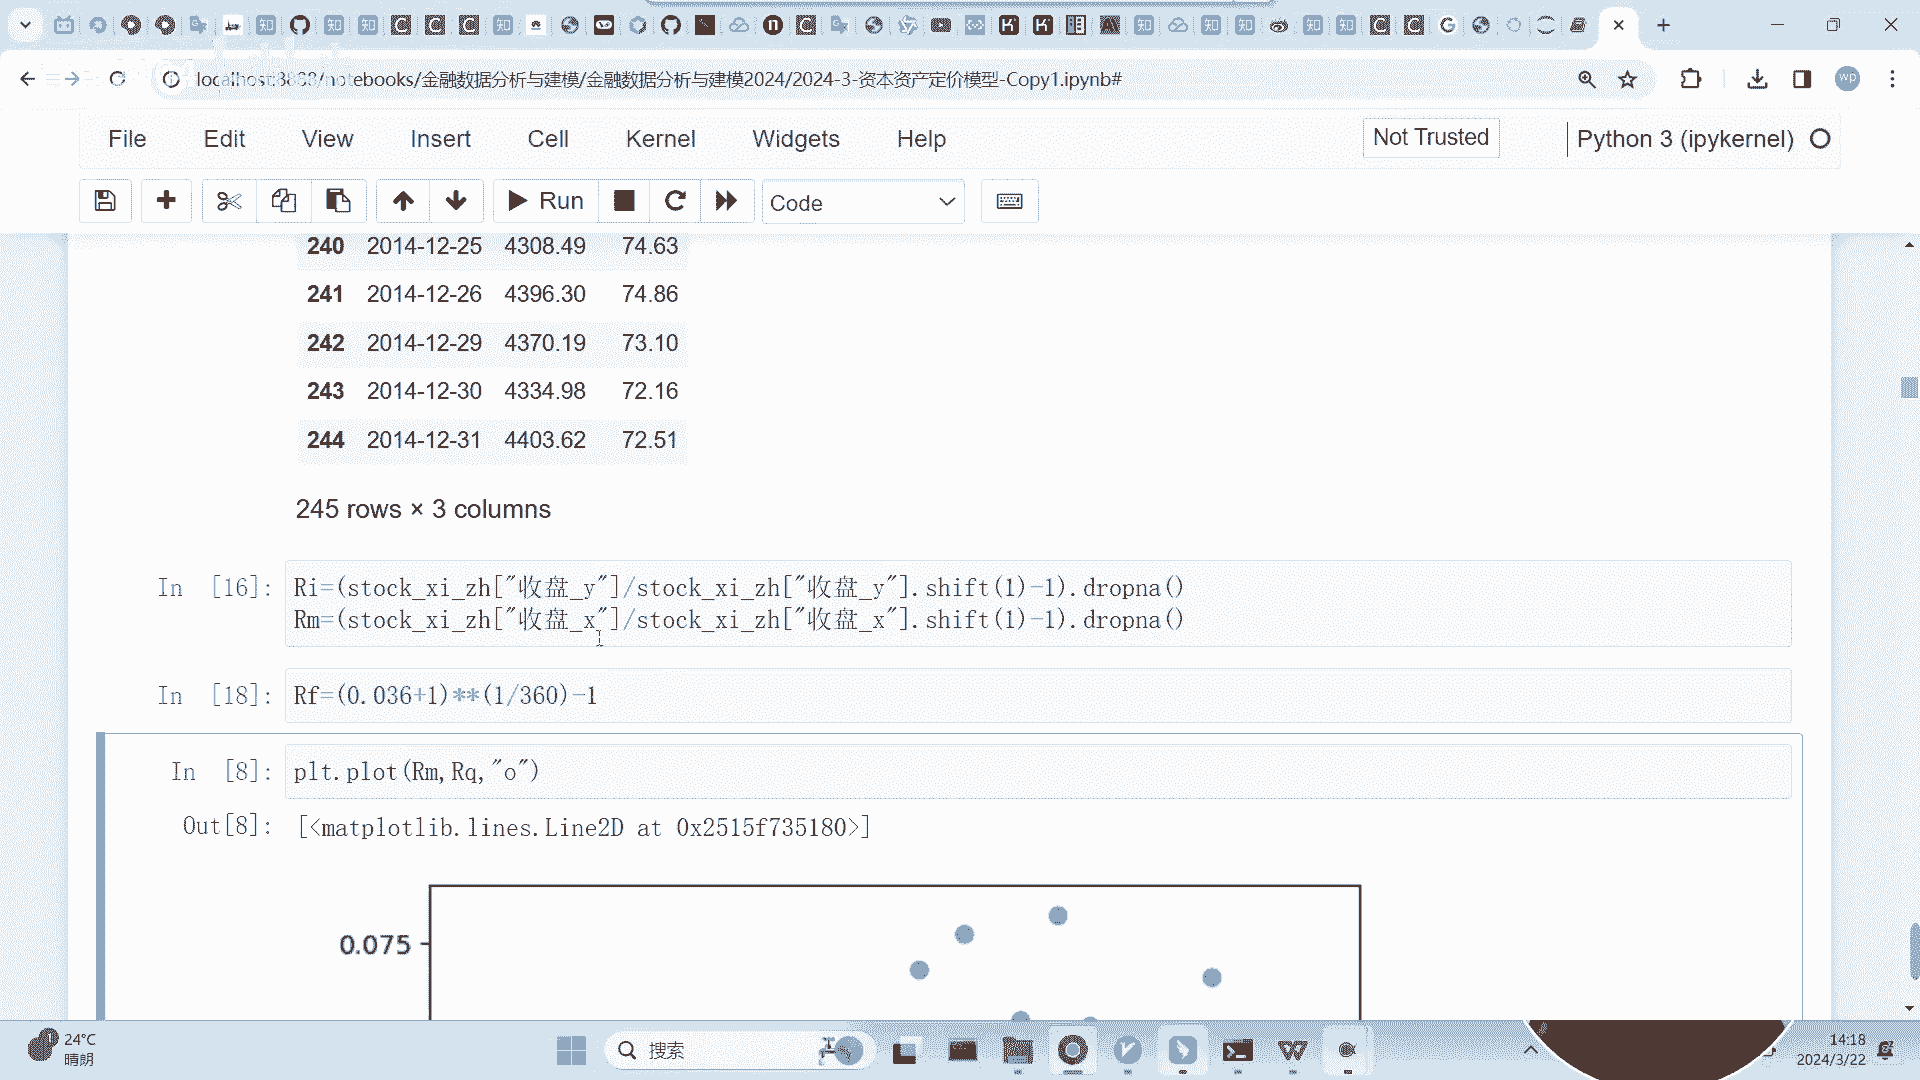 localhost:8888/notebooks/金融数据分析与建模/金融数据分析与建模2024/2024-3-资本资产定价模型-Copy1.ipynb#
File Edit View Insert Cell Kernel Widgets Help
Not Trusted
Python 3 (ipykernel)
Run
Code
240 2014-12-25 4308.49 74.63
241 2014-12-26 4396.30 74.86
242 2014-12-29 4370.19 73.10
243 2014-12-30 4334.98 72.16
244 2014-12-31 4403.62 72.51
245 rows × 3 columns
In [16]: Ri=(stock_xi_zh["收盘_y"]/stock_xi_zh["收盘_y"].shift(1)-1).dropna()
Rm=(stock_xi_zh["收盘_x"]/stock_xi_zh["收盘_x"].shift(1)-1).dropna()
In [18]: Rf=(0.036+1)**(1/360)-1
In [8]: plt.plot(Rm,Rq,"o")
Out[8]: [<matplotlib.lines.Line2D at 0x2515f735180>]
0.075
24°C
晴朗
搜索
14:18
2024/3/22